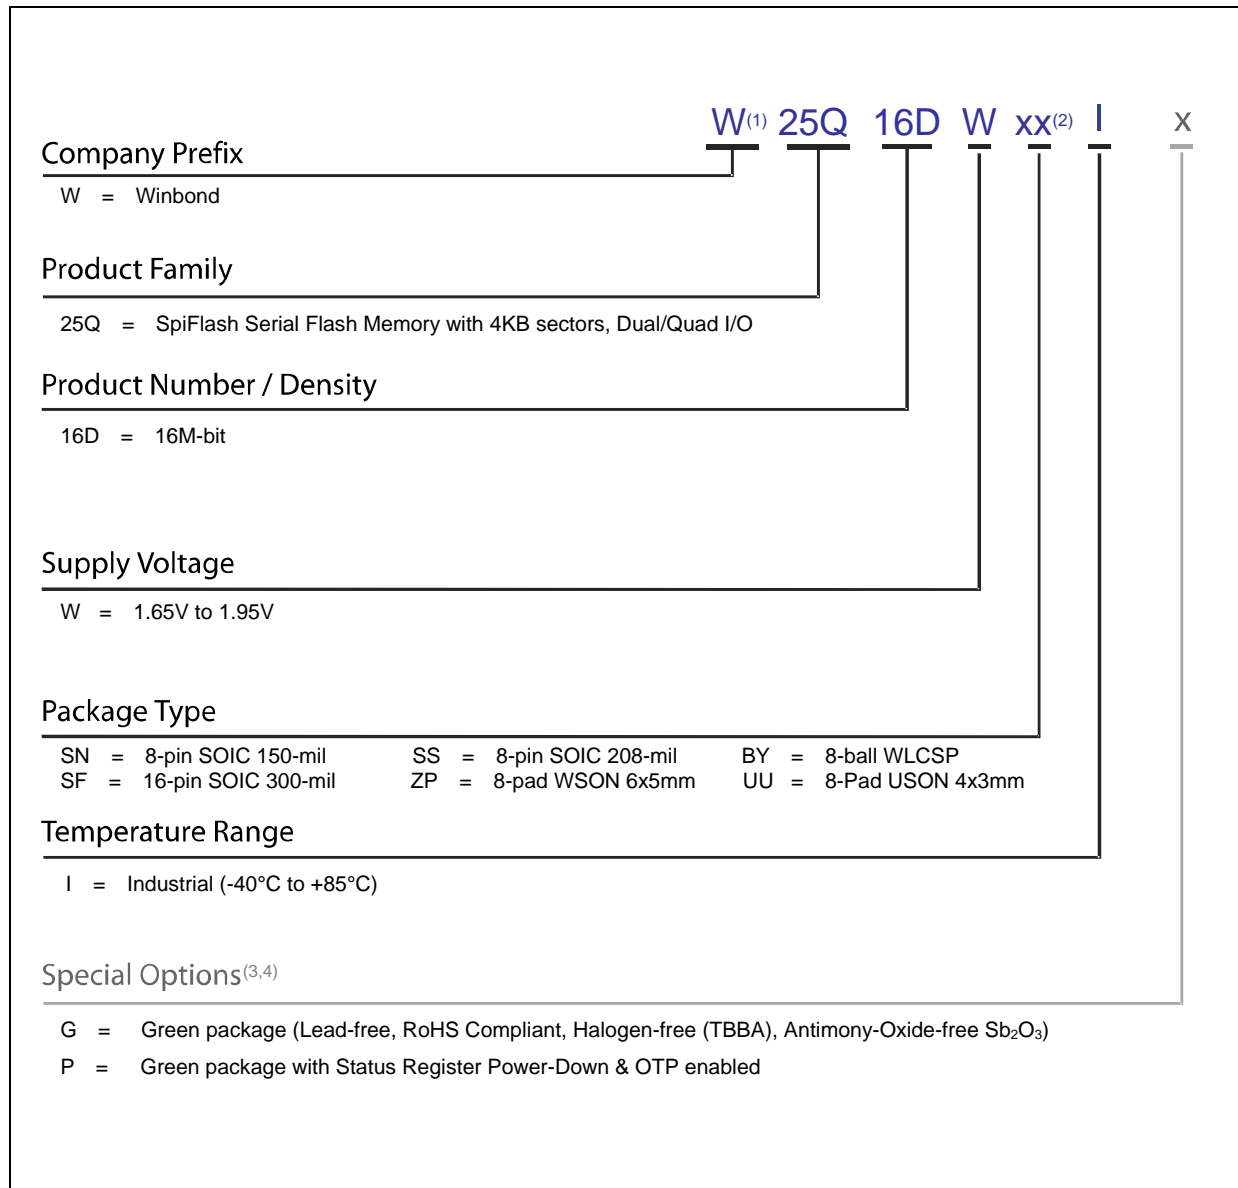 W(1) 25Q 16D W xx(2) I x
Company Prefix
W = Winbond
Product Family
25Q = SpiFlash Serial Flash Memory with 4KB sectors, Dual/Quad I/O
Product Number / Density
16D = 16M-bit
Supply Voltage
W = 1.65V to 1.95V
Package Type
SN = 8-pin SOIC 150-mil SS = 8-pin SOIC 208-mil BY = 8-ball WLCSP
SF = 16-pin SOIC 300-mil ZP = 8-pad WSON 6x5mm UU = 8-Pad USON 4x3mm
Temperature Range
I = Industrial (-40°C to +85°C)
Special Options(3,4)
G = Green package (Lead-free, RoHS Compliant, Halogen-free (TBBA), Antimony-Oxide-free Sb₂O₃)
P = Green package with Status Register Power-Down & OTP enabled